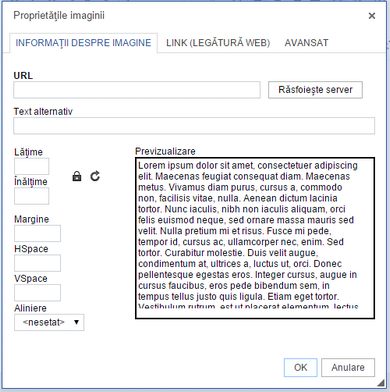 Proprietăţile imaginii
INFORMAŢII DESPRE IMAGINE LINK (LEGĂTURĂ WEB) AVANSAT
URL
Răsfoieşte server
Text alternativ
Lăţime
Înălţime
Margine
HSpace
VSpace
Aliniere
<nesetat>
Previzualizare
Lorem ipsum dolor sit amet, consectetuer adipiscing
elit. Maecenas feugiat consequat diam. Maecenas
metus. Vivamus diam purus, cursus a, commodo
non, facilisis vitae, nulla. Aenean dictum lacinia
tortor. Nunc iaculis, nibh non iaculis aliquam, orci
felis euismod neque, sed ornare massa mauris sed
velit. Nulla pretium mi et risus. Fusce mi pede,
tempor id, cursus ac, ullamcorper nec, enim. Sed
tortor. Curabitur molestie. Duis velit augue,
condimentum at, ultrices a, luctus ut, orci. Donec
pellentesque egestas eros. Integer cursus, augue in
cursus faucibus, eros pede bibendum sem, in
tempus tellus justo quis ligula. Etiam eget tortor.
Vestibulum rutrum, est ut placerat elementum, lectus
OK Anulare